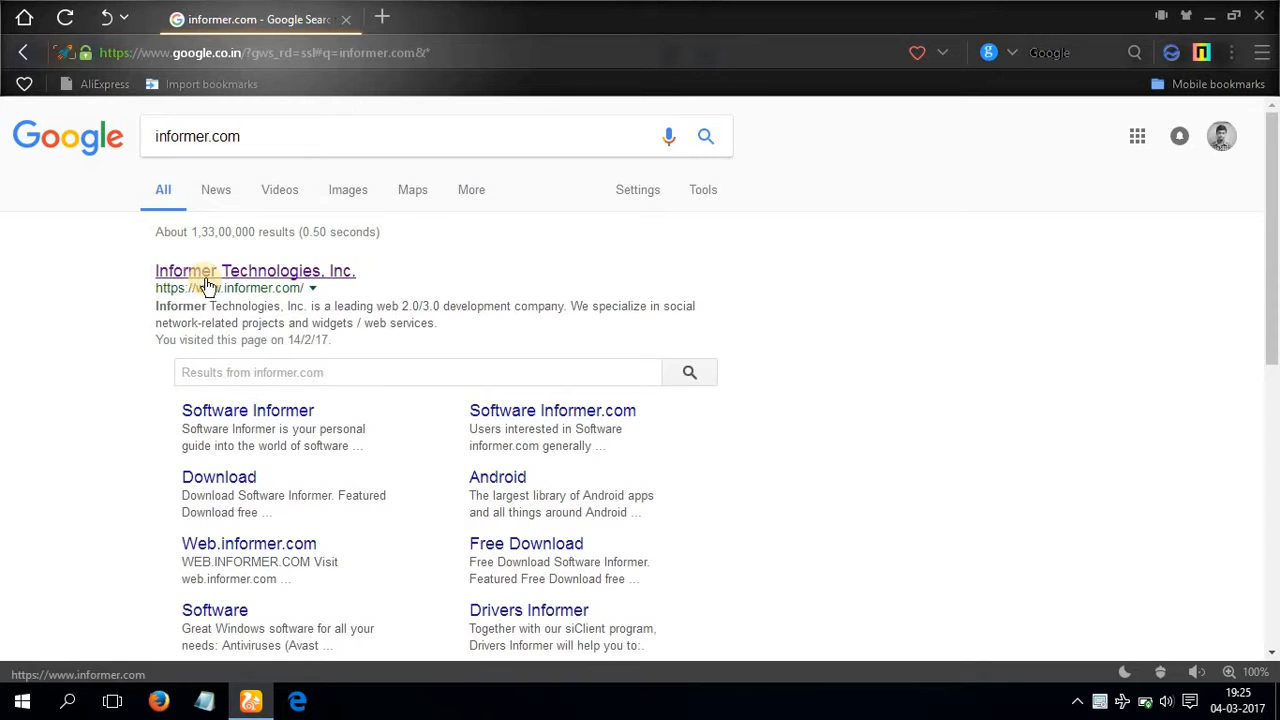 informer.com - Google Sear
https://www.google.co.in/?gws_rd=ssl#q=informer.com&*
Google
AliExpress
Import bookmarks
Mobile bookmarks
Google
informer.com
All
News
Videos
Images
Maps
More
Settings
Tools
About 1,33,00,000 results (0.50 seconds)
Informer Technologies, Inc.
https://www.informer.com/
Informer Technologies, Inc. is a leading web 2.0/3.0 development company. We specialize in social
network-related projects and widgets / web services.
You visited this page on 14/2/17.
Results from informer.com
Software Informer
Software Informer is your personal
guide into the world of software ...
Software Informer.com
Users interested in Software
informer.com generally ...
Download
Download Software Informer. Featured
Download free ...
Android
The largest library of Android apps
and all things around Android ...
Web.informer.com
WEB.INFORMER.COM Visit
web.informer.com ...
Free Download
Free Download Software Informer.
Featured Free Download free ...
Software
Great Windows software for all your
needs: Antiviruses (Avast ...
Drivers Informer
Together with our siClient program,
Drivers Informer will help you to:.
https://www.informer.com
100%
19:25
04-03-2017